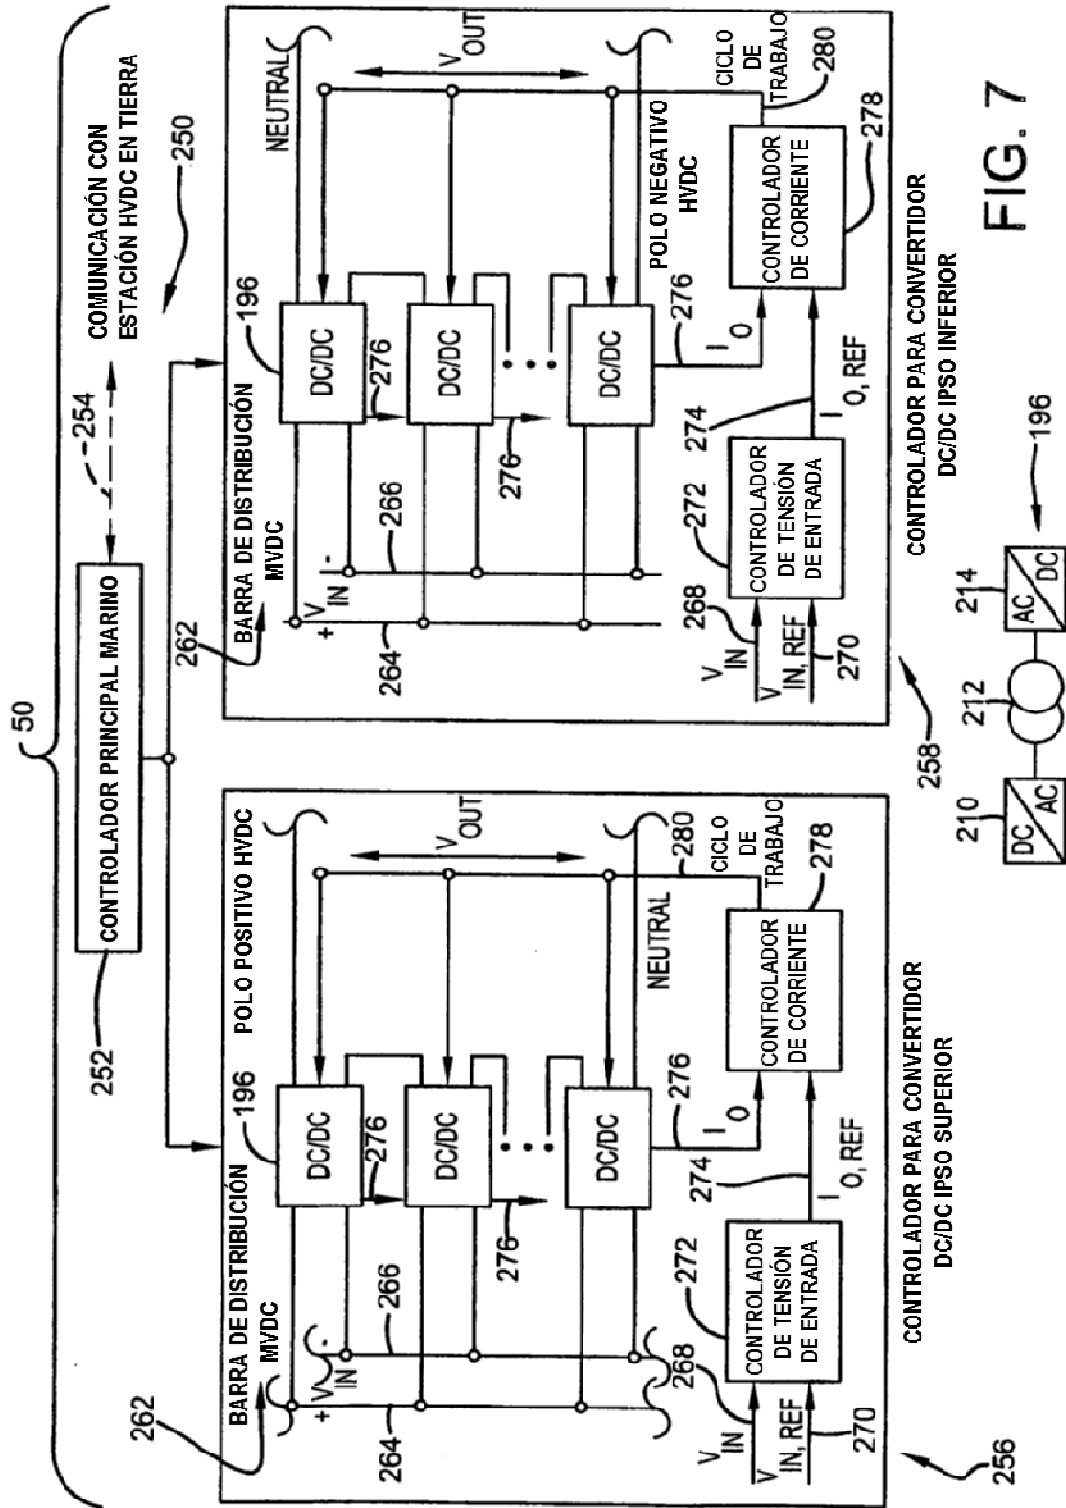 50
COMUNICACIÓN CON
ESTACIÓN HVDC EN TIERRA
254
250
CONTROLADOR PRINCIPAL MARINO
252
BARRA DE DISTRIBUCIÓN
MVDC
262
196
POLO POSITIVO HVDC
+ V IN -
264
266
DC/DC
276
DC/DC
276
DC/DC
276
V OUT
NEUTRAL
280
CICLO
DE
TRABAJO
268
V IN
V IN, REF
270
272
CONTROLADOR
DE TENSIÓN
DE ENTRADA
274
I O, REF
I O
CONTROLADOR
DE CORRIENTE
278
CONTROLADOR PARA CONVERTIDOR
DC/DC IPSO SUPERIOR
256
BARRA DE DISTRIBUCIÓN
MVDC
262
196
NEUTRAL
+ V IN -
264
266
DC/DC
276
DC/DC
276
DC/DC
276
V OUT
POLO NEGATIVO
HVDC
CICLO
DE
TRABAJO
280
268
V IN
V IN, REF
270
272
CONTROLADOR
DE TENSIÓN
DE ENTRADA
274
I O, REF
I O
CONTROLADOR
DE CORRIENTE
278
CONTROLADOR PARA CONVERTIDOR
DC/DC IPSO INFERIOR
258
210
DC
AC
212
214
AC
DC
196
FIG. 7